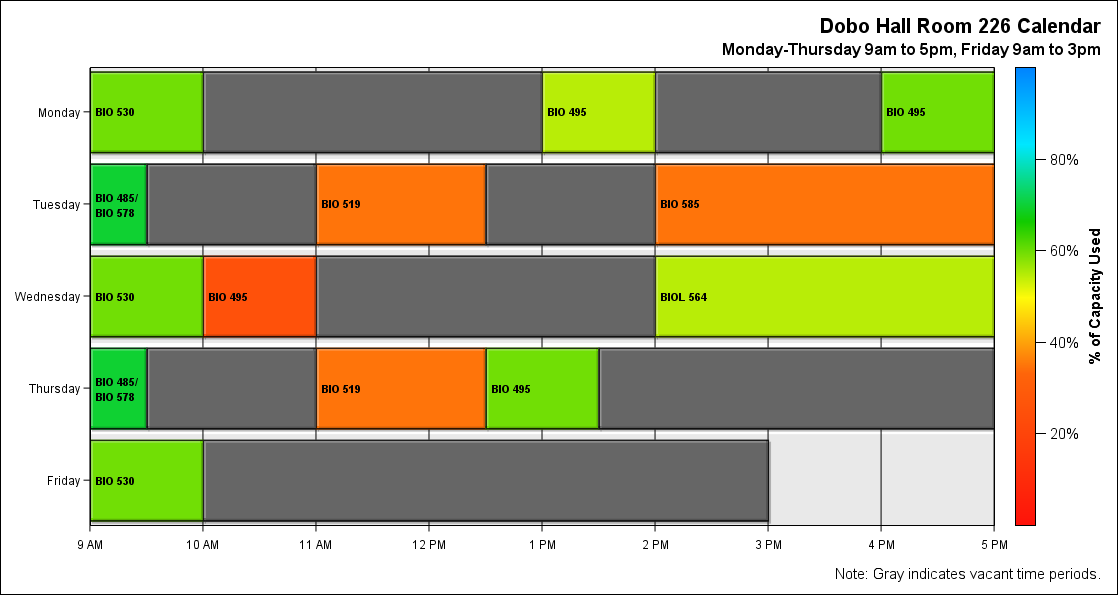 Dobo Hall Room 226 Calendar
Monday-Thursday 9am to 5pm, Friday 9am to 3pm
Monday
BIO 530
BIO 495
BIO 495
Tuesday
BIO 485/
BIO 578
BIO 519
BIO 585
Wednesday
BIO 530
BIO 495
BIOL 564
Thursday
BIO 485/
BIO 578
BIO 519
BIO 495
Friday
BIO 530
9 AM
10 AM
11 AM
12 PM
1 PM
2 PM
3 PM
4 PM
5 PM
80%
60%
40%
20%
% of Capacity Used
Note: Gray indicates vacant time periods.